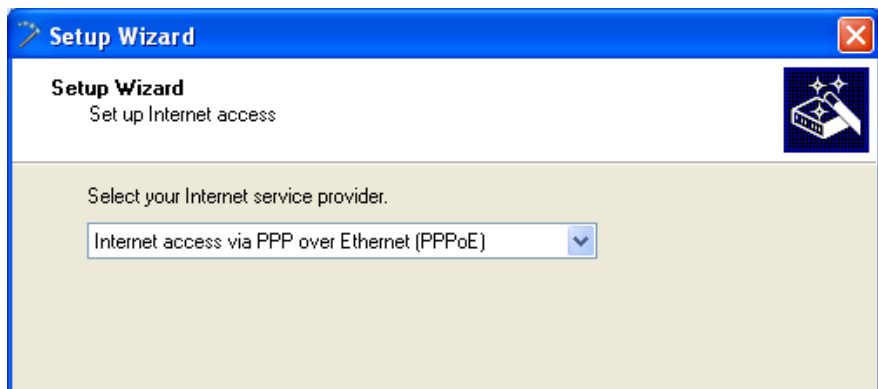 Setup Wizard
Setup Wizard
Set up Internet access
Select your Internet service provider.
Internet access via PPP over Ethernet (PPPoE)